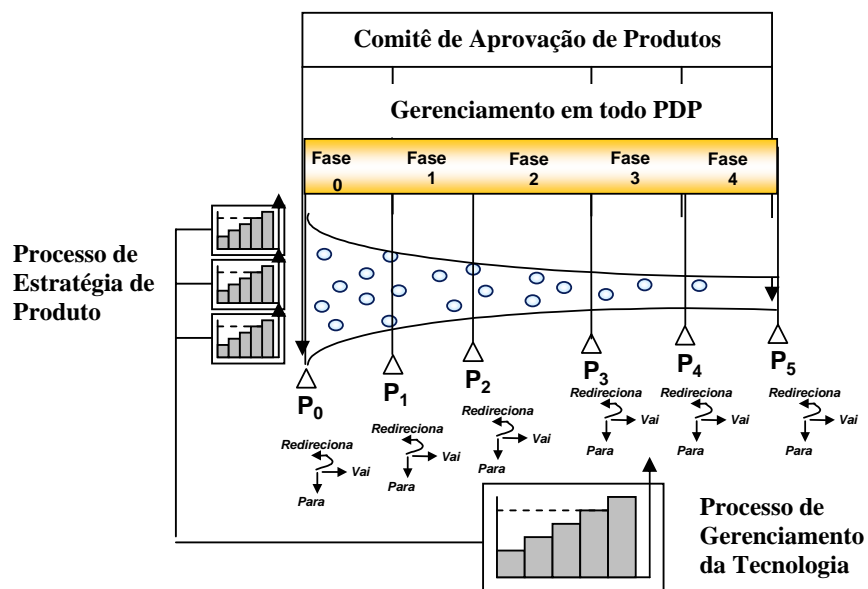 Comitê de Aprovação de Produtos
Gerenciamento em todo PDP
Fase 0
Fase 1
Fase 2
Fase 3
Fase 4
Processo de
Estratégia de
Produto
P0
P1
P2
P3
P4
P5
Redireciona
Vai
Para
Redireciona
Vai
Para
Redireciona
Vai
Para
Redireciona
Vai
Para
Redireciona
Vai
Para
Redireciona
Vai
Para
Processo de
Gerenciamento
da Tecnologia